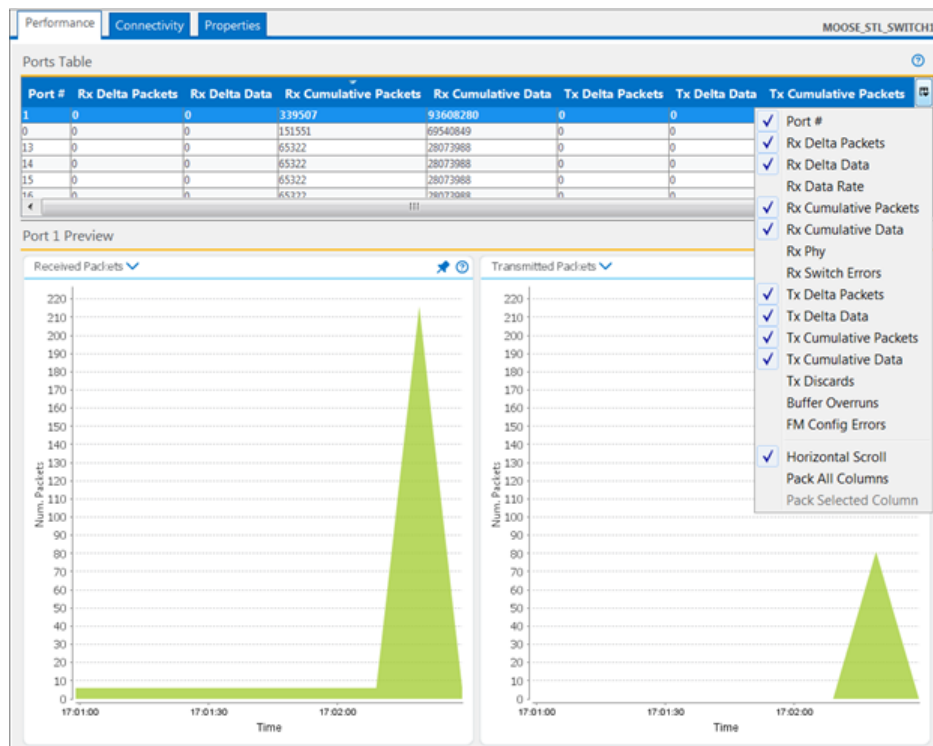 Performance Connectivity Properties MOOSE_STL_SWITCH1
Ports Table
Port # Rx Delta Packets Rx Delta Data Rx Cumulative Packets Rx Cumulative Data Tx Delta Packets Tx Delta Data Tx Cumulative Packets
1 0 0 339507 93608280 0 0
0 0 0 151551 69540849 0 0
13 0 0 65322 28073988 0 0
14 0 0 65322 28073988 0 0
15 0 0 65322 28073988 0 0
16 0 0 65322 28073988 0 0
Port #
Rx Delta Packets
Rx Delta Data
Rx Data Rate
Rx Cumulative Packets
Rx Cumulative Data
Rx Phy
Rx Switch Errors
Tx Delta Packets
Tx Delta Data
Tx Cumulative Packets
Tx Cumulative Data
Tx Discards
Buffer Overruns
FM Config Errors
Horizontal Scroll
Pack All Columns
Pack Selected Column
Port 1 Preview
Received Packets
220
210
200
190
180
170
160
150
140
130
120
110
100
90
80
70
60
50
40
30
20
10
0
Num. Packets
17:01:00 17:01:30 17:02:00
Time
Transmitted Packets
220
210
200
190
180
170
160
150
140
130
120
110
100
90
80
70
60
50
40
30
20
10
0
Num. Packets
17:01:00 17:01:30 17:02:00
Time